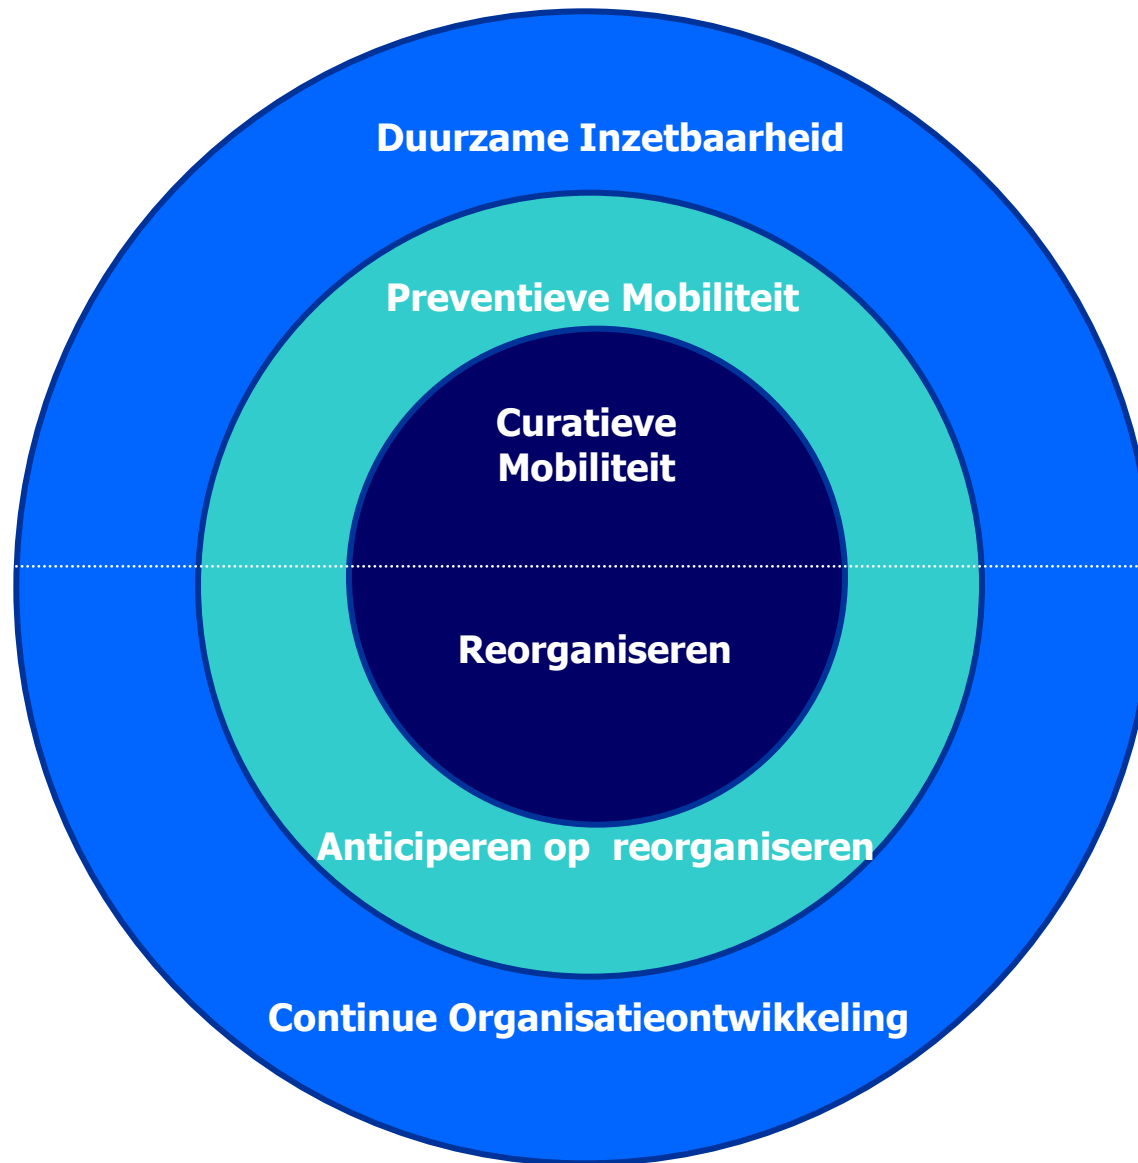 Duurzame Inzetbaarheid
Preventieve Mobiliteit
Curatieve
Mobiliteit
Reorganiseren
Anticiperen op  reorganiseren
Continue Organisatieontwikkeling